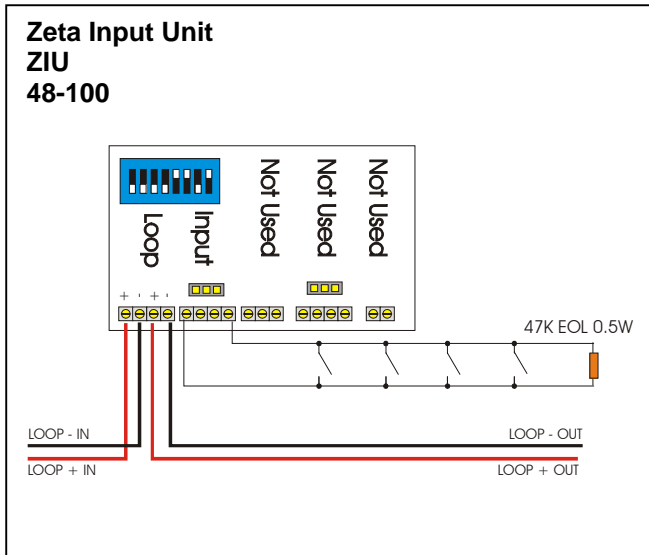 Zeta Input Unit
ZIU
48-100
Loop
Input
Not Used
Not Used
Not Used
+ - + -
47K EOL 0.5W
LOOP - IN
LOOP - OUT
LOOP + IN
LOOP + OUT